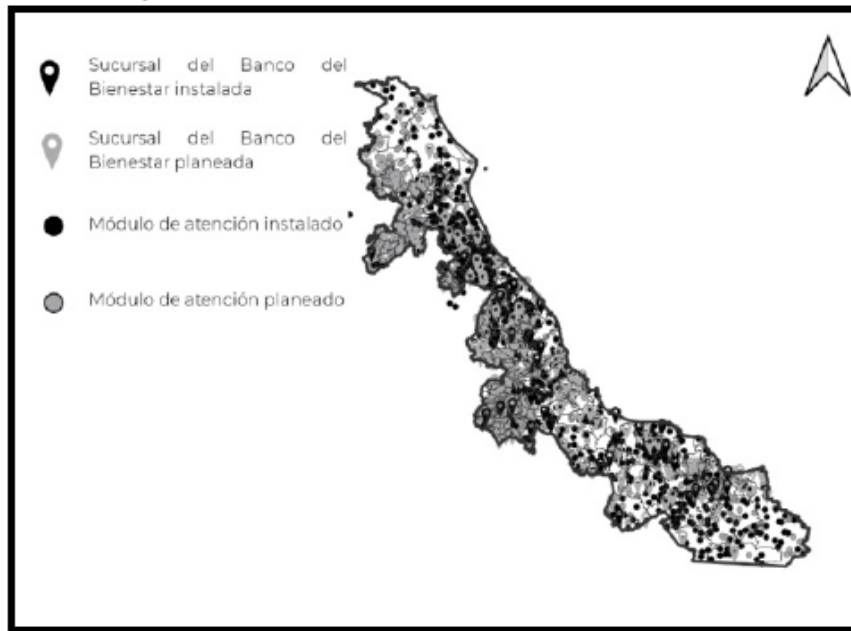 Sucursal del Banco del
Bienestar instalada
Sucursal del Banco del
Bienestar planeada
Módulo de atención instalado
Módulo de atención planeado